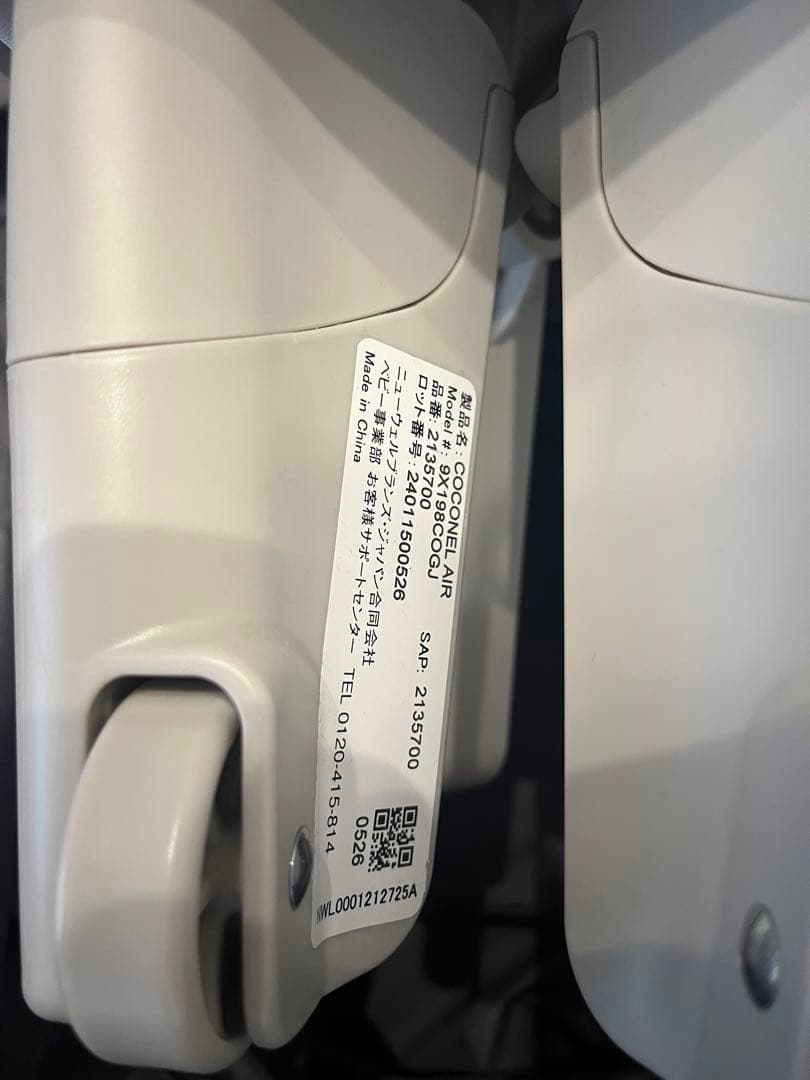 製品名: COCONEL AIR
Model #: 9X198COGJ
品番: 2135700 SAP: 2135700
ロット番号: 24011500526
ニューウェルブランズ・ジャパン合同会社
ベビー事業部 お客様サポートセンター TEL 0120-415-814
Made in China
0526
NWL0001212725A